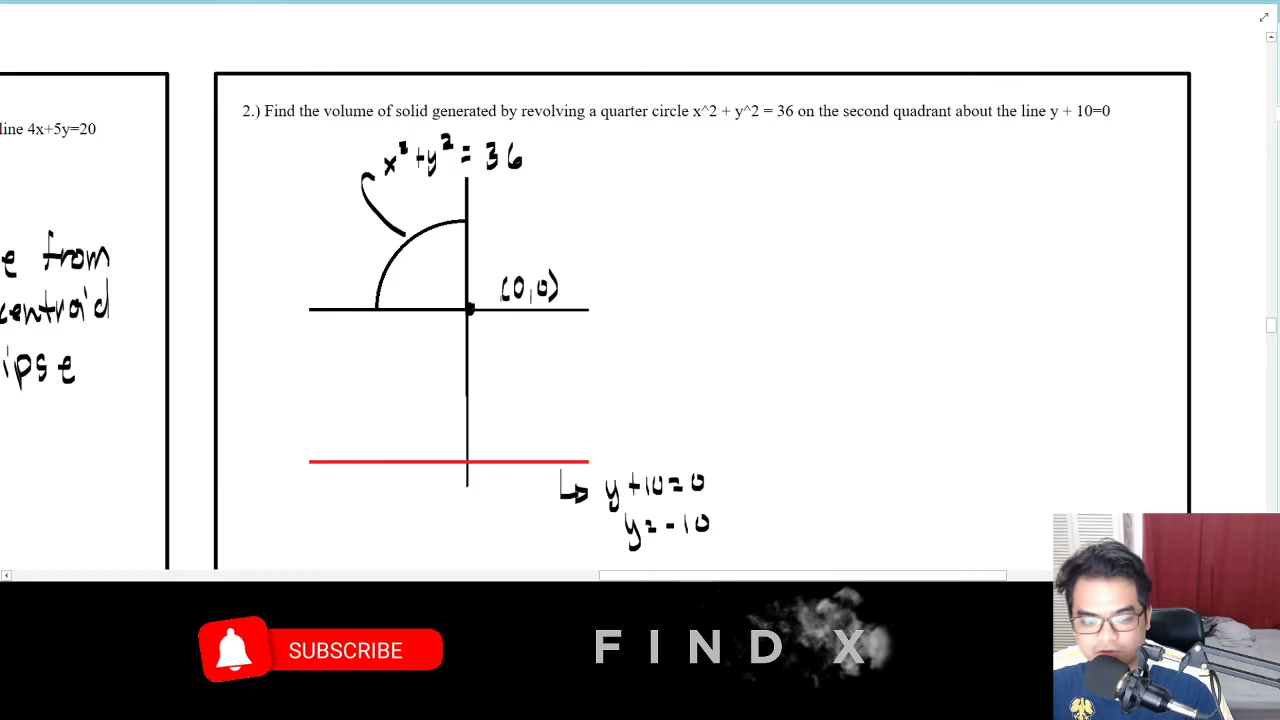 line 4x+5y=20
e from
centroid
ipse
2.) Find the volume of solid generated by revolving a quarter circle x^2 + y^2 = 36 on the second quadrant about the line y + 10=0
x² + y² = 36
(0,0)
↳ y + 10 = 0
y = -10
SUBSCRIBE
FIND X